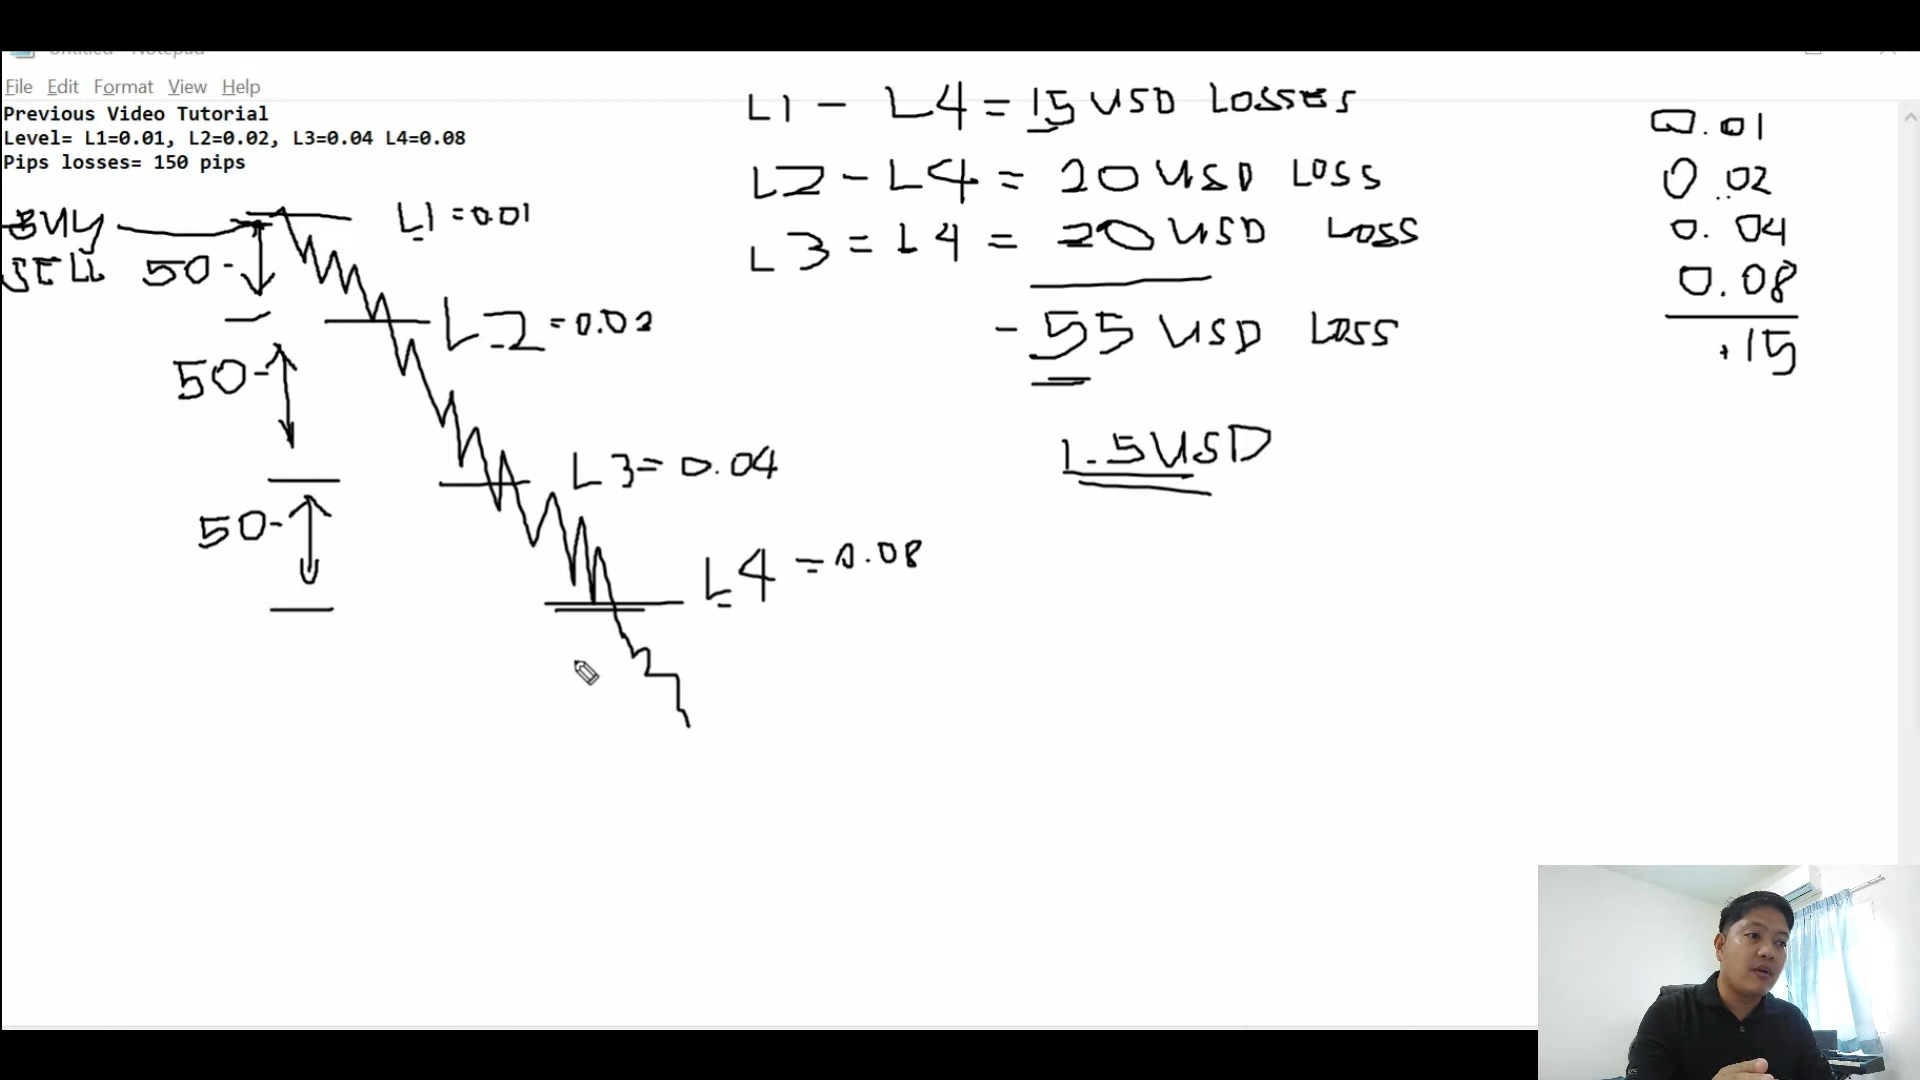 File Edit Format View Help
Previous Video Tutorial
Level= L1=0.01, L2=0.02, L3=0.04 L4=0.08
Pips losses= 150 pips
BUY
SELL
50-
50-
50-
L1 =0.01
L2 =0.02
L3= 0.04
L4 =0.08
L1 - L4 = 15 USD LOSSES
L2 - L4 = 20 USD LOSS
L3 = L4 = 20 USD LOSS
- 55 USD LOSS
1.5 USD
0.01
0.02
0.04
0.08
.15